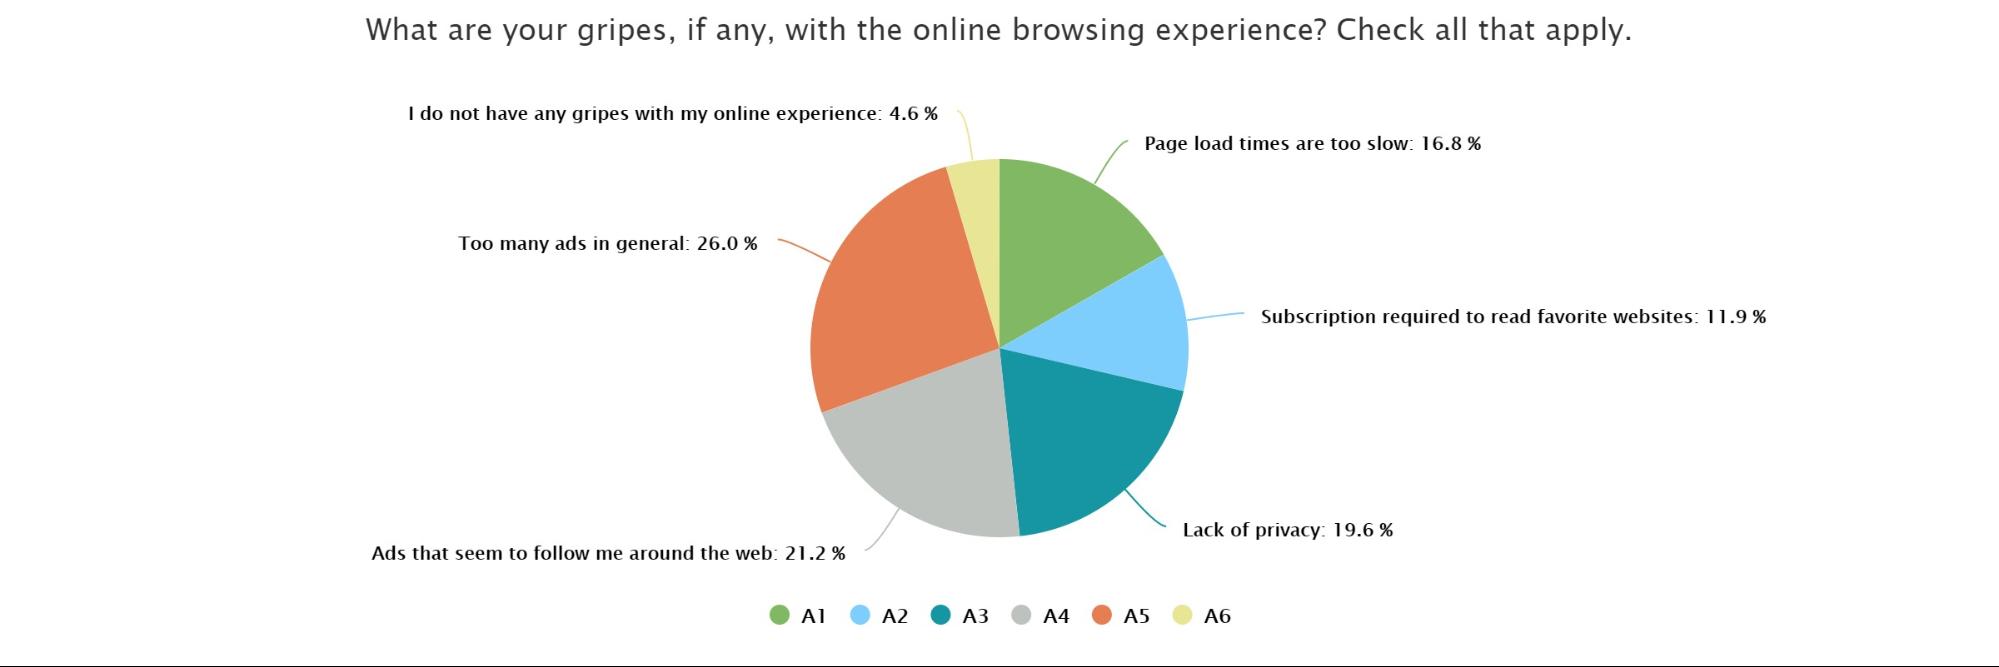 What are your gripes, if any, with the online browsing experience? Check all that apply.
I do not have any gripes with my online experience: 4.6 %
Page load times are too slow: 16.8 %
Too many ads in general: 26.0 %
Subscription required to read favorite websites: 11.9 %
Lack of privacy: 19.6 %
Ads that seem to follow me around the web: 21.2 %
A1 A2 A3 A4 A5 A6